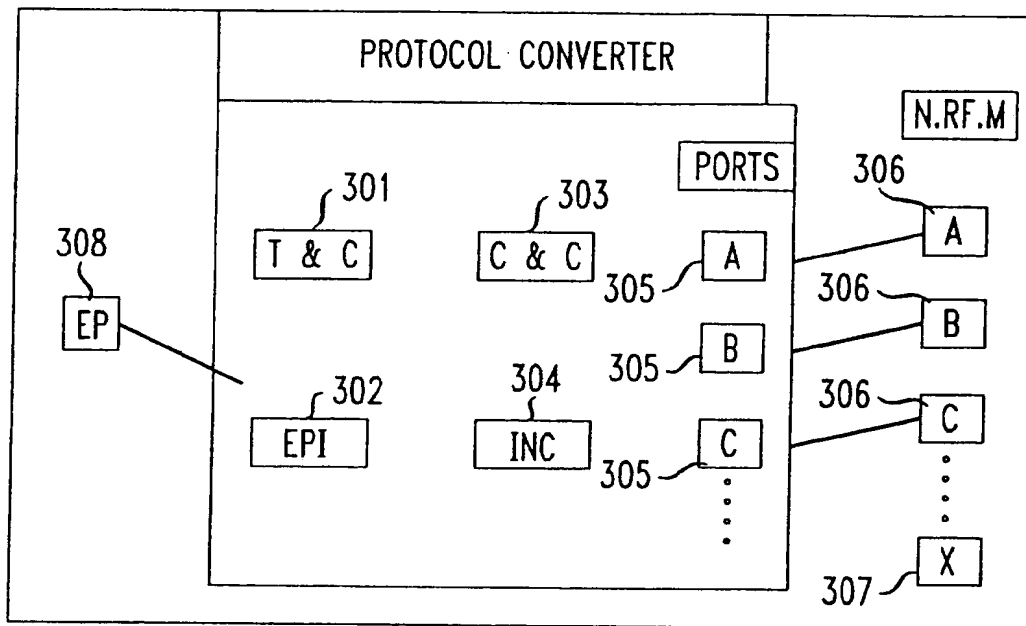 PROTOCOL CONVERTER
N.RF.M
PORTS
301
303
306
308
T & C
C & C
305
A
A
EP
306
305
B
B
302
304
306
EPI
INC
305
C
C
307
X